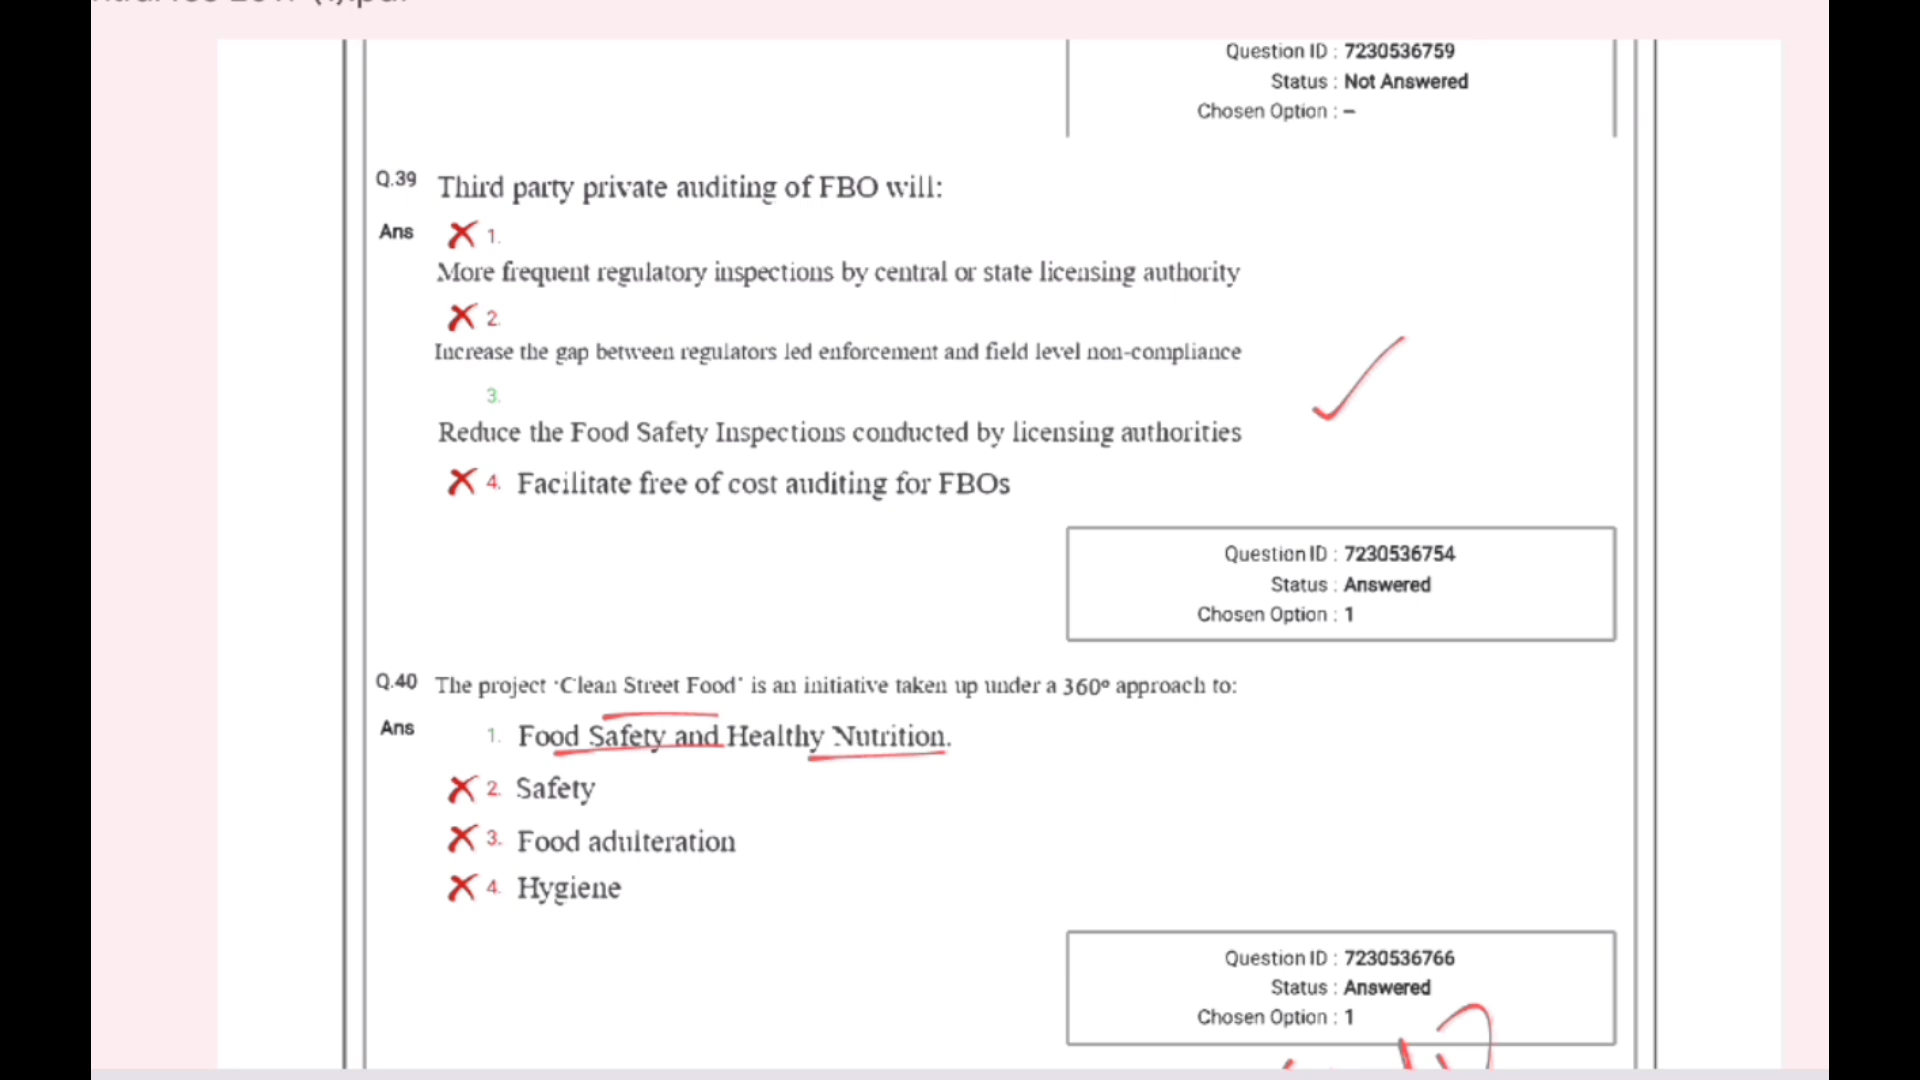 Question ID : 7230536759
Status : Not Answered
Chosen Option : –
Q.39 Third party private auditing of FBO will:
Ans 1.
More frequent regulatory inspections by central or state licensing authority
2.
Increase the gap between regulators led enforcement and field level non-compliance
3.
Reduce the Food Safety Inspections conducted by licensing authorities
4. Facilitate free of cost auditing for FBOs
Question ID : 7230536754
Status : Answered
Chosen Option : 1
Q.40 The project 'Clean Street Food' is an initiative taken up under a 360° approach to:
Ans 1. Food Safety and Healthy Nutrition.
2. Safety
3. Food adulteration
4. Hygiene
Question ID : 7230536766
Status : Answered
Chosen Option : 1